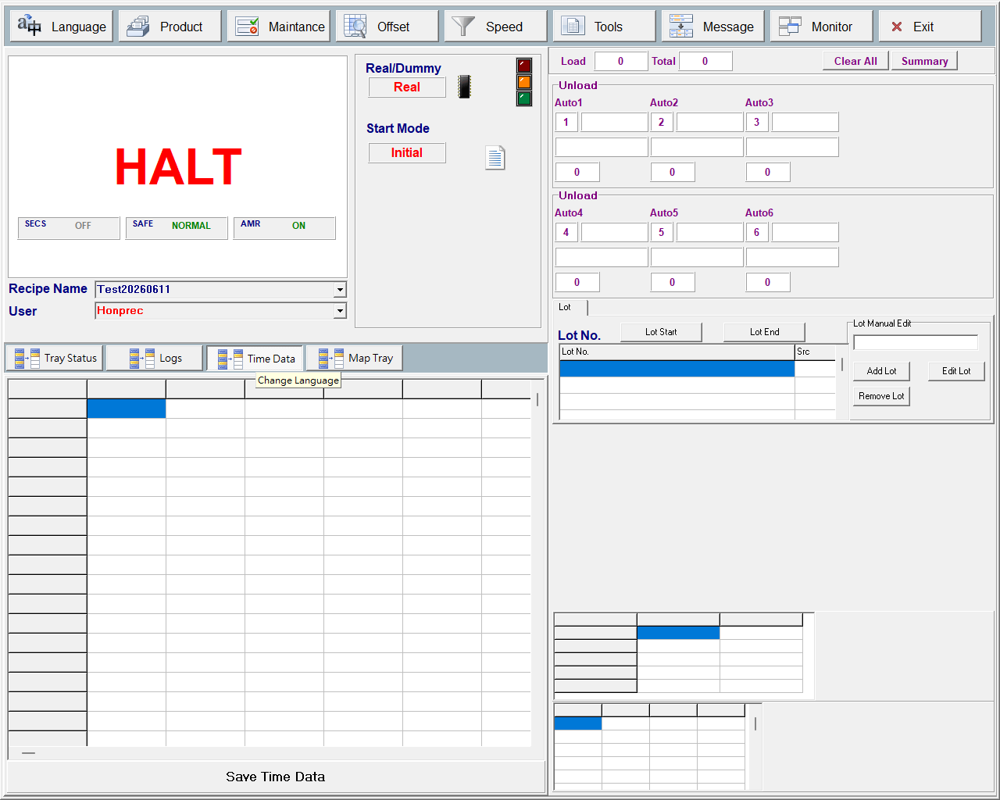 Language Product Maintance Offset Speed Tools Message Monitor Exit
HALT
SECS OFF SAFE NORMAL AMR ON
Recipe Name Test20260611
User Honprec
Real/Dummy
Real
Start Mode
Initial
Load 0 Total 0 Clear All Summary
Unload
Auto1 Auto2 Auto3
1 2 3
0 0 0
Unload
Auto4 Auto5 Auto6
4 5 6
0 0 0
Lot
Lot No. Lot Start Lot End
Lot No. Src
Lot Manual Edit
Add Lot Edit Lot
Remove Lot
Tray Status Logs Time Data Map Tray
Change Language
Save Time Data